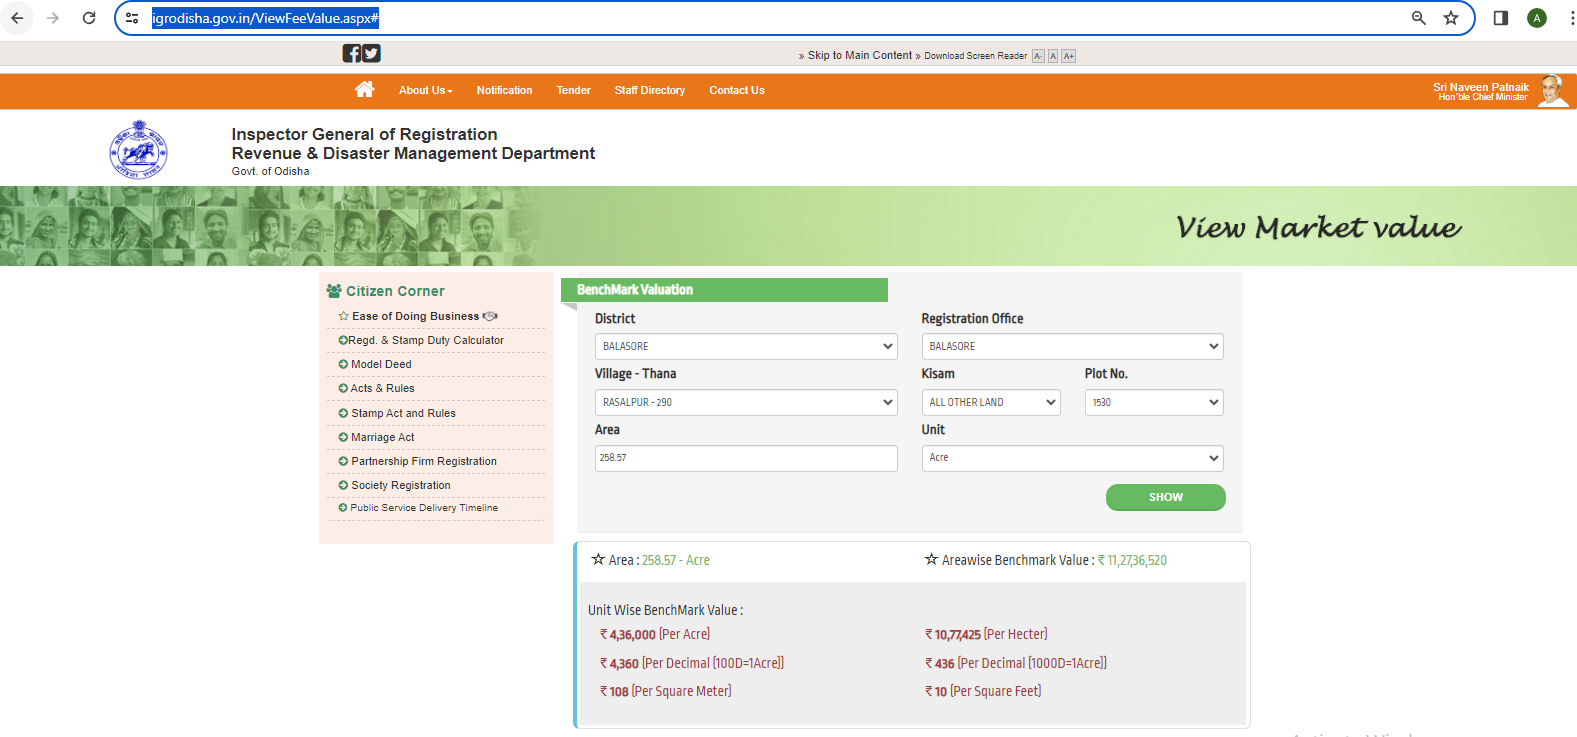 igrodisha.gov.in/ViewFeeValue.aspx#
A
» Skip to Main Content » Download Screen Reader A- A A+
About Us Notification Tender Staff Directory Contact Us
Sri Naveen Patnaik
Hon'ble Chief Minister
Inspector General of Registration
Revenue & Disaster Management Department
Govt. of Odisha
View Market value
Citizen Corner
Ease of Doing Business
Regd. & Stamp Duty Calculator
Model Deed
Acts & Rules
Stamp Act and Rules
Marriage Act
Partnership Firm Registration
Society Registration
Public Service Delivery Timeline
BenchMark Valuation
District Registration Office
BALASORE BALASORE
Village - Thana Kisam Plot No.
RASALPUR - 290 ALL OTHER LAND 1530
Area Unit
258.57 Acre
SHOW
Area : 258.57 - Acre Areawise Benchmark Value : ₹ 11,27,36,520
Unit Wise BenchMark Value :
₹ 4,36,000 (Per Acre) ₹ 10,77,425 (Per Hecter)
₹ 4,360 (Per Decimal (100D=1Acre)) ₹ 436 (Per Decimal (1000D=1Acre))
₹ 108 (Per Square Meter) ₹ 10 (Per Square Feet)